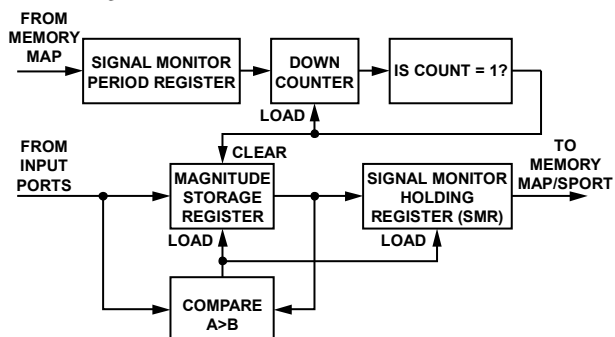 FROM
MEMORY
MAP
SIGNAL MONITOR
PERIOD REGISTER
DOWN
COUNTER
IS COUNT = 1?
LOAD
FROM
INPUT
PORTS
CLEAR
MAGNITUDE
STORAGE
REGISTER
LOAD
SIGNAL MONITOR
HOLDING
REGISTER (SMR)
LOAD
TO
MEMORY
MAP/SPORT
COMPARE
A>B